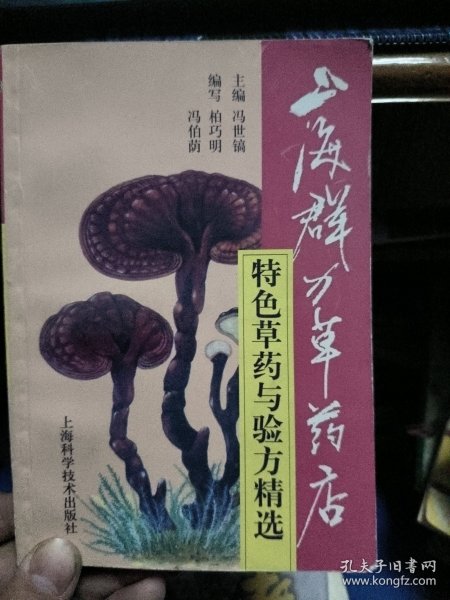 上海群力草药店
特色草药与验方精选
主编 冯世镐
编写 柏巧明
冯伯荫
上海科学技术出版社
孔夫子旧书网
www.kongfz.com